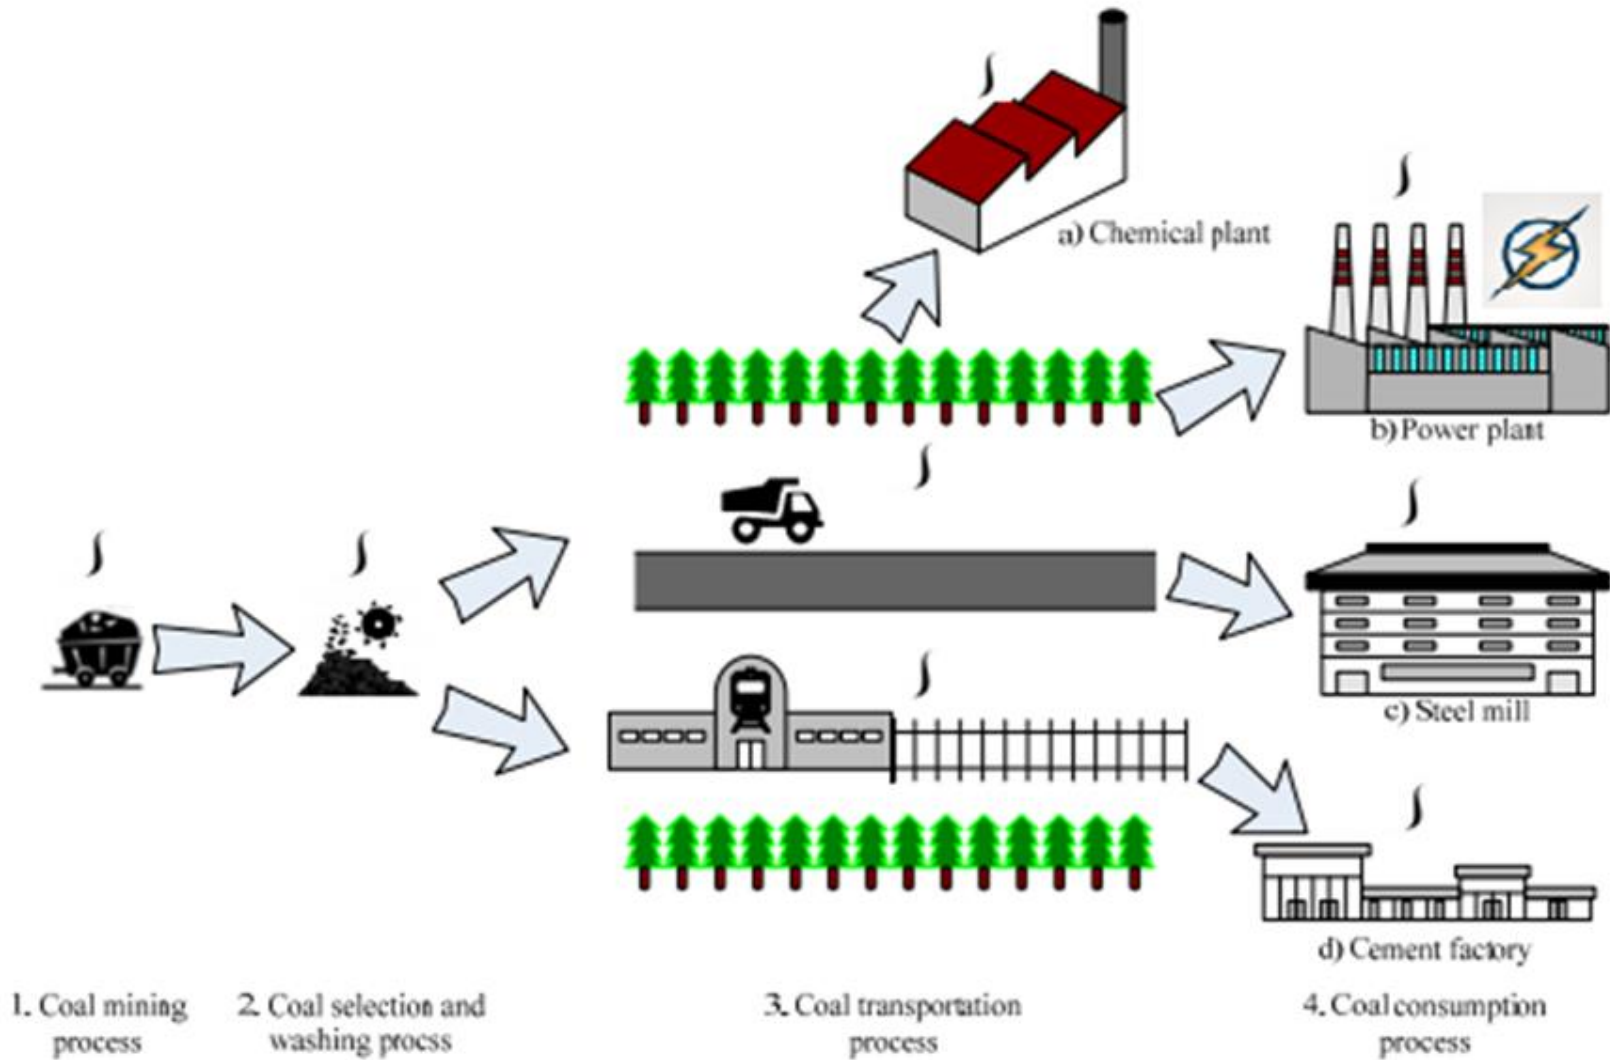 a) Chemical plant
b) Power plant
c) Steel mill
d) Cement factory
1. Coal mining
process
2. Coal selection and
washing procss
3. Coal transportation
process
4. Coal consumption
process